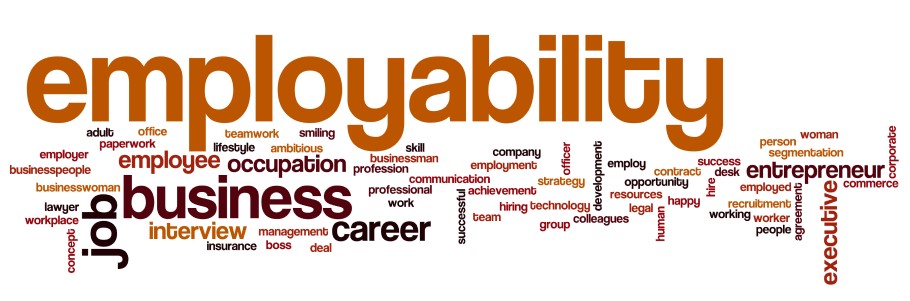 employability
adult
office
teamwork
smiling
paperwork
lifestyle
ambitious
skill
employer
employee
occupation
businessman
profession
businesspeople
businesswoman
business
communication
professional
work
lawyer
workplace
job
concept
interview
insurance
management
boss
deal
career
company
employment
officer
development
employ
strategy
achievement
successful
hiring
technology
team
group
colleagues
opportunity
resources
legal
human
contract
happy
hire
success
desk
woman
person
segmentation
corporate
entrepreneur
commerce
employed
recruitment
working
worker
people
agreement
executive